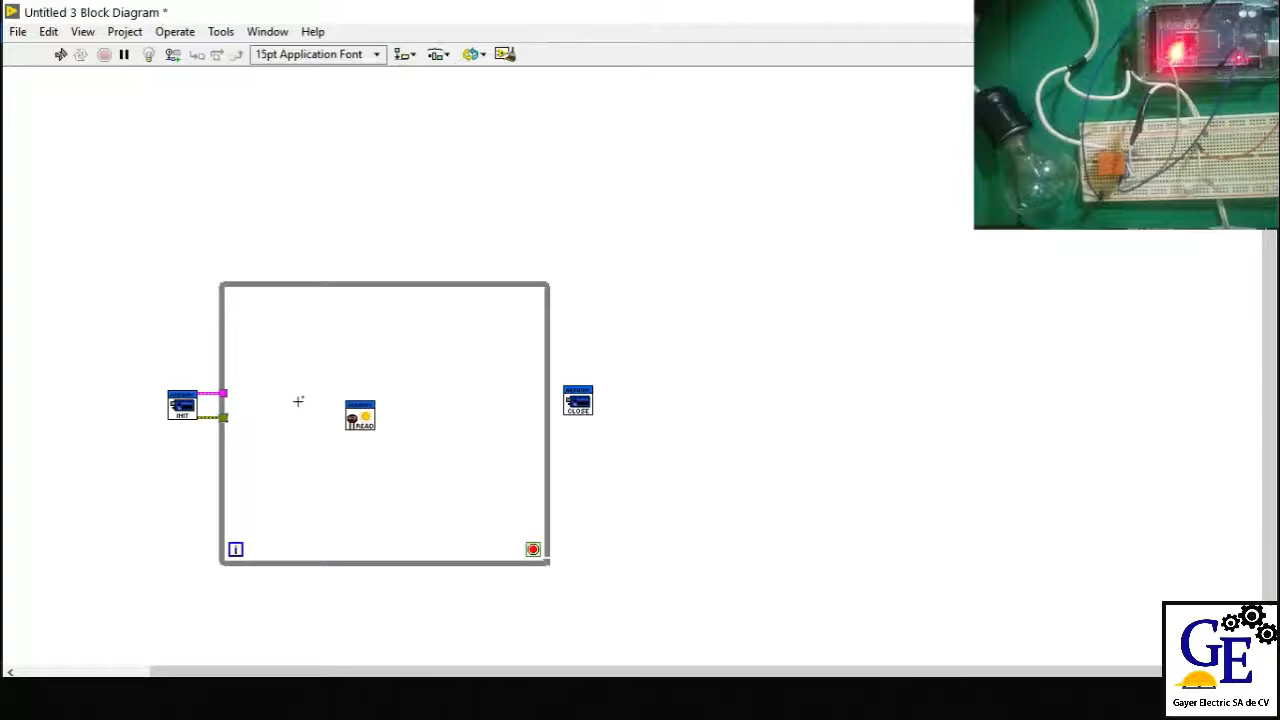 Untitled 3 Block Diagram *
File Edit View Project Operate Tools Window Help
15pt Application Font
INIT
READ
CLOSE
i
GE
Gayer Electric SA de CV